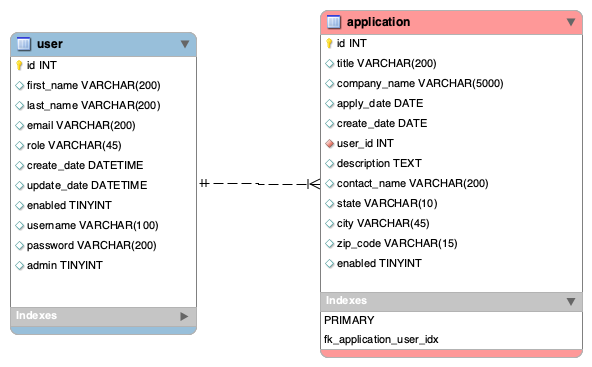 user
id INT
first_name VARCHAR(200)
last_name VARCHAR(200)
email VARCHAR(200)
role VARCHAR(45)
create_date DATETIME
update_date DATETIME
enabled TINYINT
username VARCHAR(100)
password VARCHAR(200)
admin TINYINT
Indexes
application
id INT
title VARCHAR(200)
company_name VARCHAR(5000)
apply_date DATE
create_date DATE
user_id INT
description TEXT
contact_name VARCHAR(200)
state VARCHAR(10)
city VARCHAR(45)
zip_code VARCHAR(15)
enabled TINYINT
Indexes
PRIMARY
fk_application_user_idx